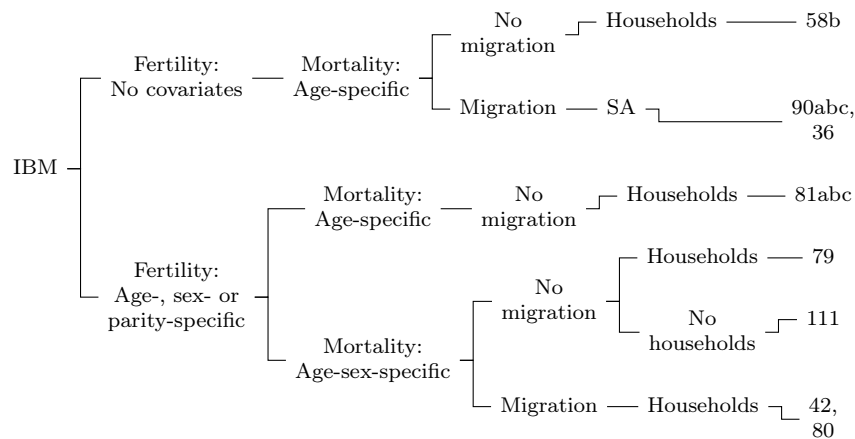 No
migration
Households
58b
Fertility:
No covariates
Mortality:
Age-specific
Migration
SA
90abc,
36
IBM
Mortality:
Age-specific
No
migration
Households
81abc
Fertility:
Age-, sex- or
parity-specific
Households
79
No
migration
No
households
111
Mortality:
Age-sex-specific
Migration
Households
42,
80